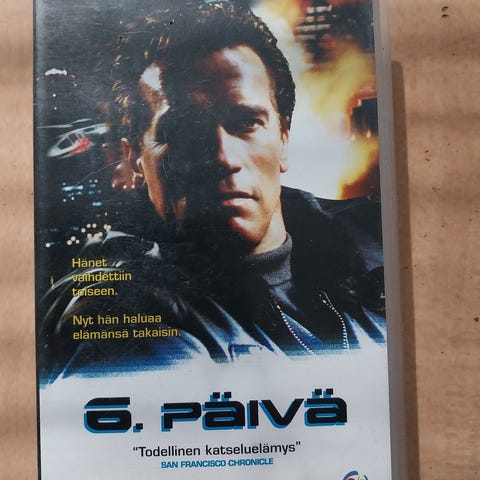 Hänet
vaihdettiin
toiseen.
Nyt hän haluaa
elämänsä takaisin.
6. PÄIVÄ
“Todellinen katseluelämys”
SAN FRANCISCO CHRONICLE